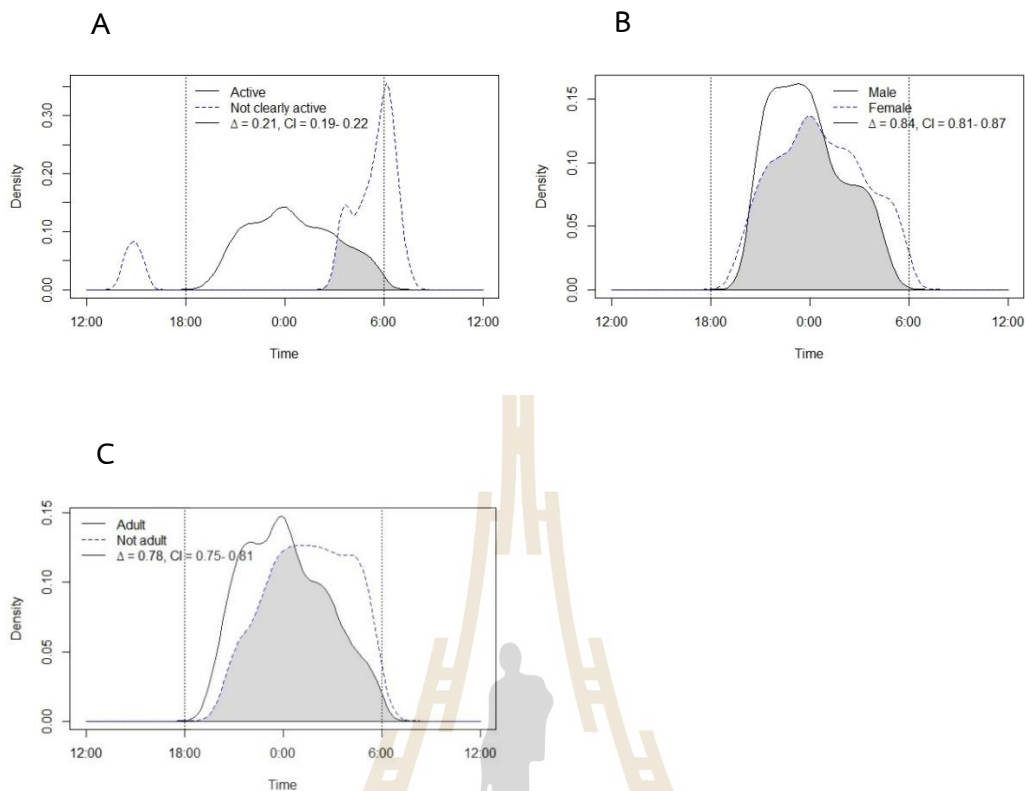 A
Active
Not clearly active
Δ = 0.21, CI = 0.19- 0.22
Density
0.00 0.10 0.20 0.30
12:00 18:00 0:00 6:00 12:00
Time
B
Male
Female
Δ = 0.84, CI = 0.81- 0.87
Density
0.00 0.05 0.10 0.15
12:00 18:00 0:00 6:00 12:00
Time
C
Adult
Not adult
Δ = 0.78, CI = 0.75- 0.81
Density
0.00 0.05 0.10 0.15
12:00 18:00 0:00 6:00 12:00
Time